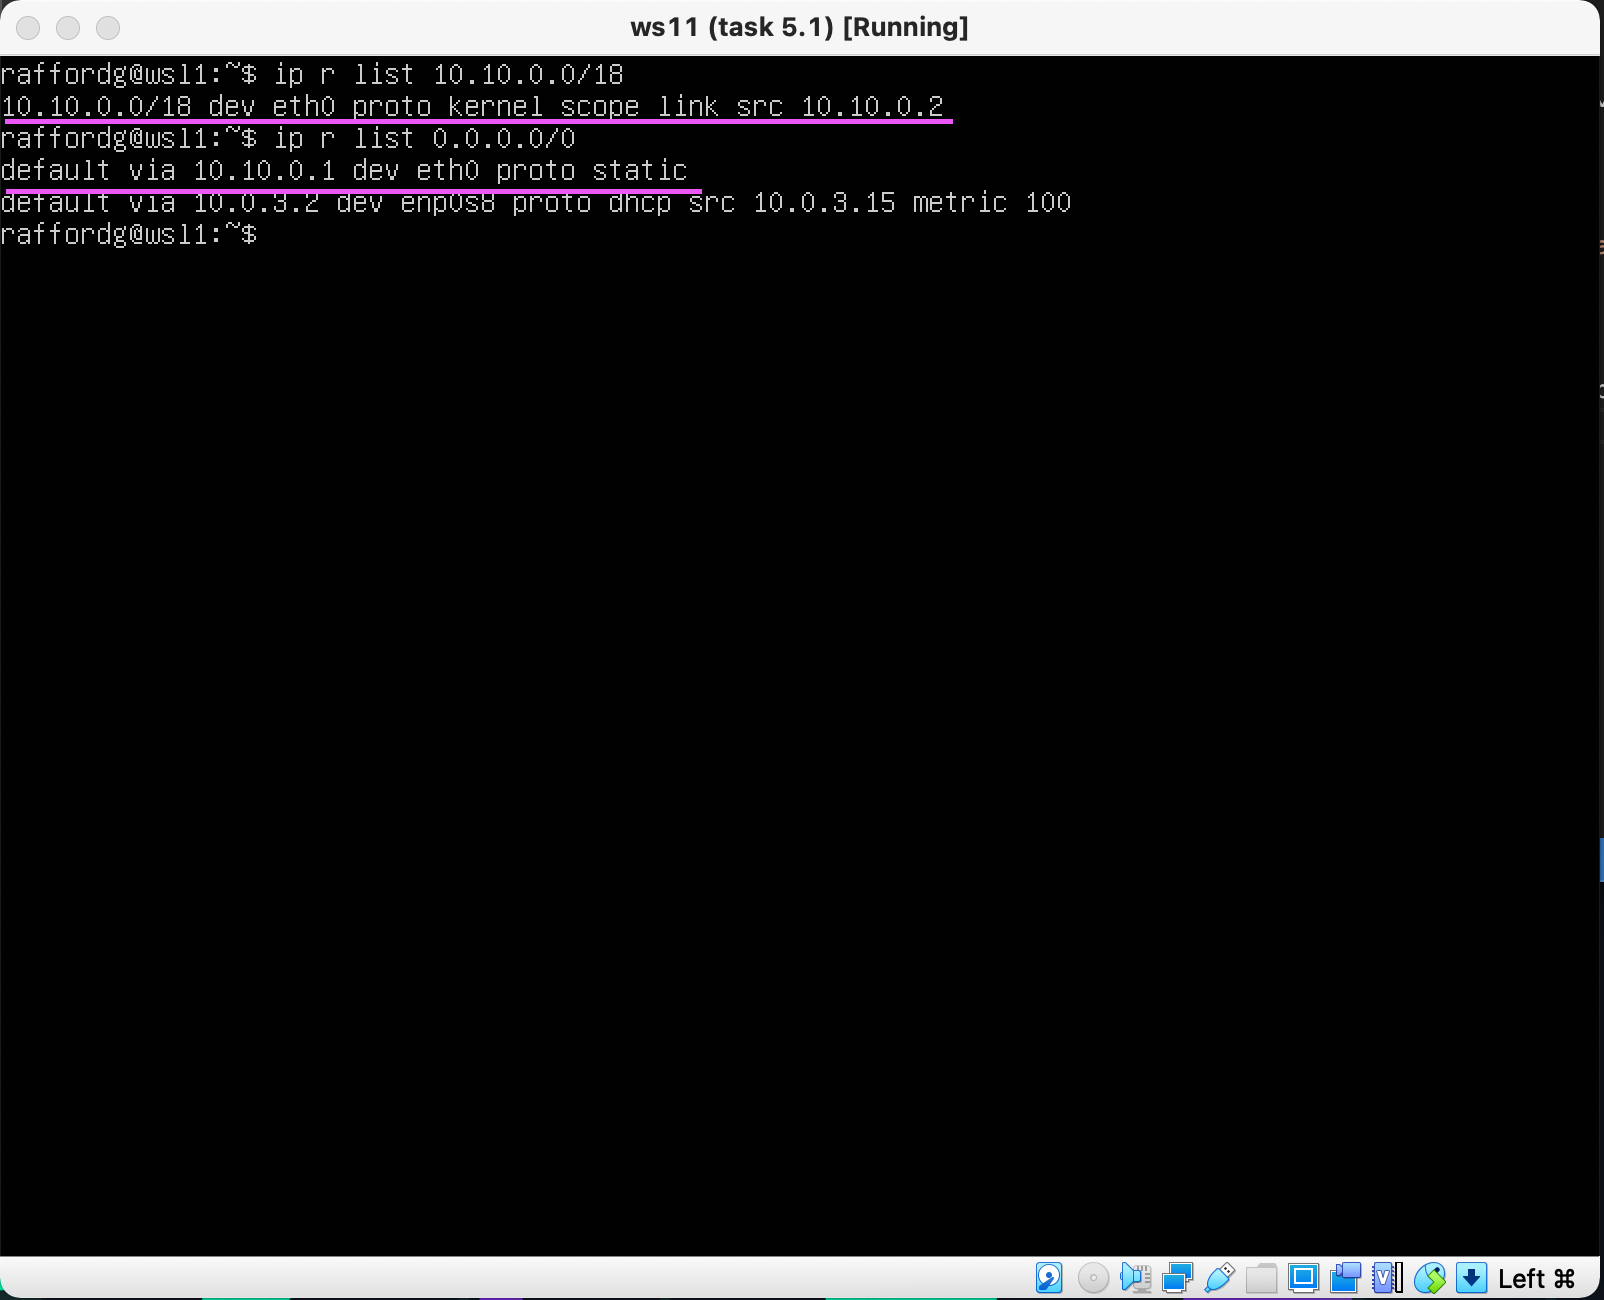 ws11 (task 5.1) [Running]
raffordg@wsl1:~$ ip r list 10.10.0.0/18
10.10.0.0/18 dev eth0 proto kernel scope link src 10.10.0.2
raffordg@wsl1:~$ ip r list 0.0.0.0/0
default via 10.10.0.1 dev eth0 proto static
default via 10.0.3.2 dev enp0s8 proto dhcp src 10.0.3.15 metric 100
raffordg@wsl1:~$
Left ⌘